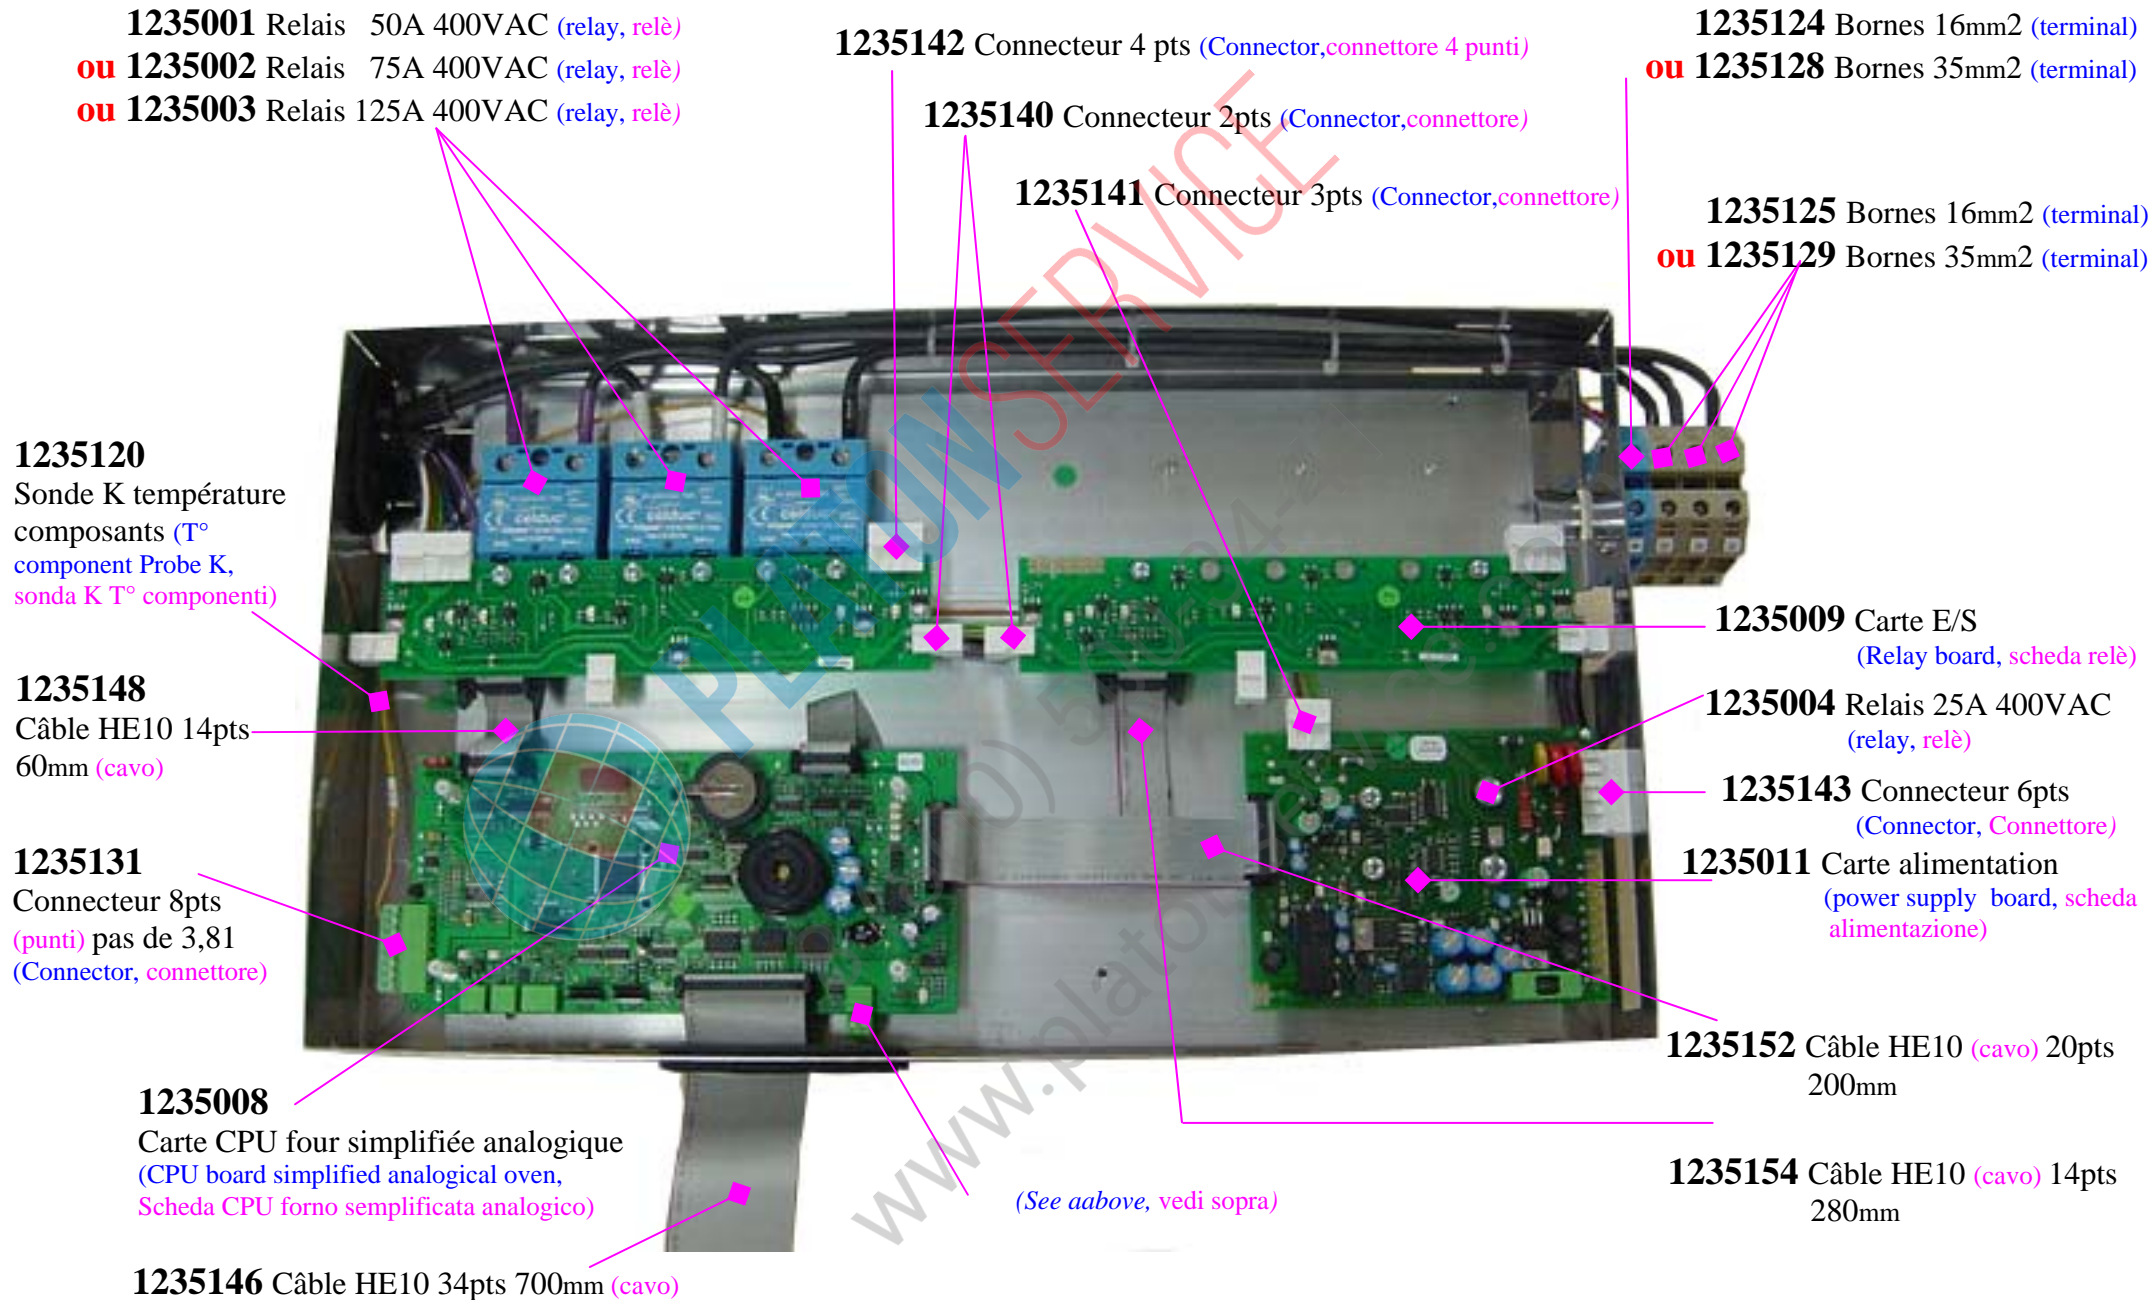 1235001 Relais 50A 400VAC (relay, relè)
ou 1235002 Relais 75A 400VAC (relay, relè)
ou 1235003 Relais 125A 400VAC (relay, relè)
1235142 Connecteur 4 pts (Connector,connettore 4 punti)
1235140 Connecteur 2pts (Connector,connettore)
1235141 Connecteur 3pts (Connector,connettore)
1235124 Bornes 16mm2 (terminal)
ou 1235128 Bornes 35mm2 (terminal)
1235125 Bornes 16mm2 (terminal)
ou 1235129 Bornes 35mm2 (terminal)
1235120
Sonde K température
composants (T°
component Probe K,
sonda K T° componenti)
1235148
Câble HE10 14pts
60mm (cavo)
1235131
Connecteur 8pts
(punti) pas de 3,81
(Connector, connettore)
1235008
Carte CPU four simplifiée analogique
(CPU board simplified analogical oven,
Scheda CPU forno semplificata analogico)
1235146 Câble HE10 34pts 700mm (cavo)
(See aabove, vedi sopra)
1235009 Carte E/S
(Relay board, scheda relè)
1235004 Relais 25A 400VAC
(relay, relè)
1235143 Connecteur 6pts
(Connector, Connettore)
1235011 Carte alimentation
(power supply board, scheda
alimentazione)
1235152 Câble HE10 (cavo) 20pts
200mm
1235154 Câble HE10 (cavo) 14pts
280mm
PLATONSERVICE
celduc
celduc
celduc